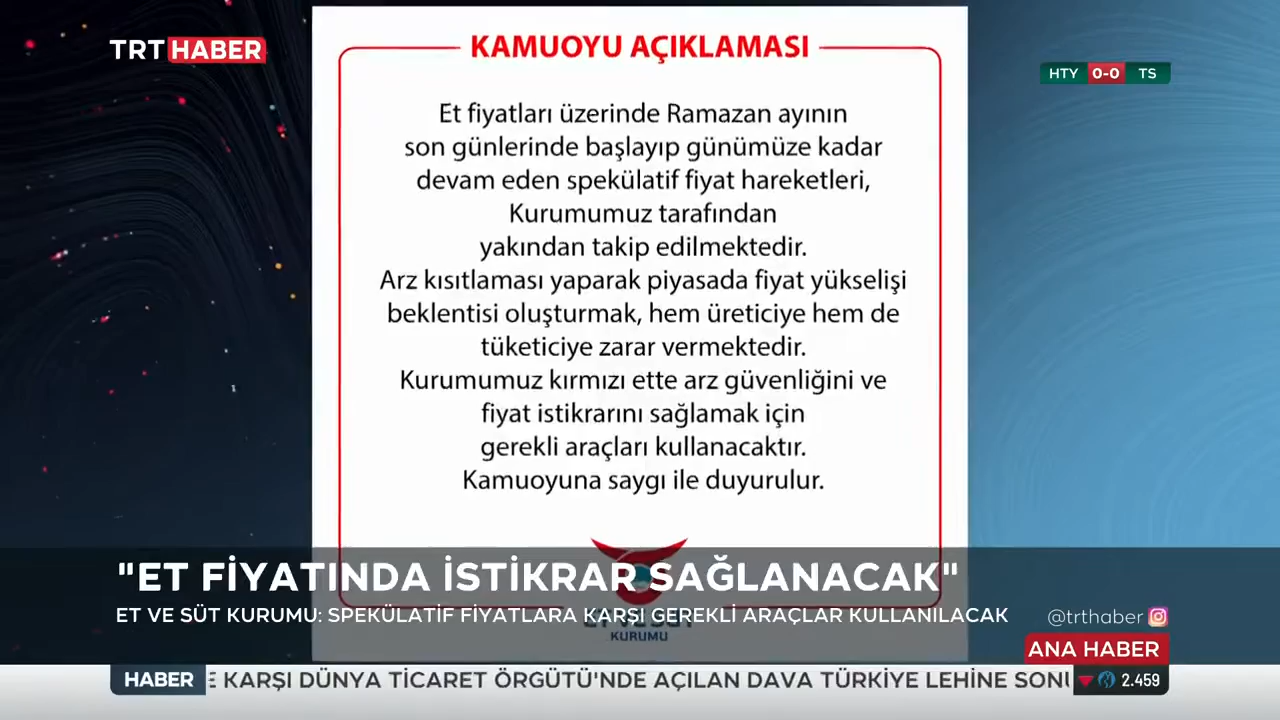 TRT HABER
KAMUOYU AÇIKLAMASI
HTY 0-0 TS
Et fiyatları üzerinde Ramazan ayının
son günlerinde başlayıp günümüze kadar
devam eden spekülatif fiyat hareketleri,
Kurumumuz tarafından
yakından takip edilmektedir.
Arz kısıtlaması yaparak piyasada fiyat yükselişi
beklentisi oluşturmak, hem üreticiye hem de
tüketiciye zarar vermektedir.
Kurumumuz kırmızı ette arz güvenliğini ve
fiyat istikrarını sağlamak için
gerekli araçları kullanacaktır.
Kamuoyuna saygı ile duyurulur.
"ET FİYATINDA İSTİKRAR SAĞLANACAK"
ET VE SÜT KURUMU: SPEKÜLATİF FİYATLARA KARŞI GEREKLİ ARAÇLAR KULLANILACAK
ET VE SÜT
KURUMU
@trthaber
ANA HABER
HABER
KARŞI DÜNYA TİCARET ÖRGÜTÜ'NDE AÇILAN DAVA TÜRKİYE LEHİNE
2.459